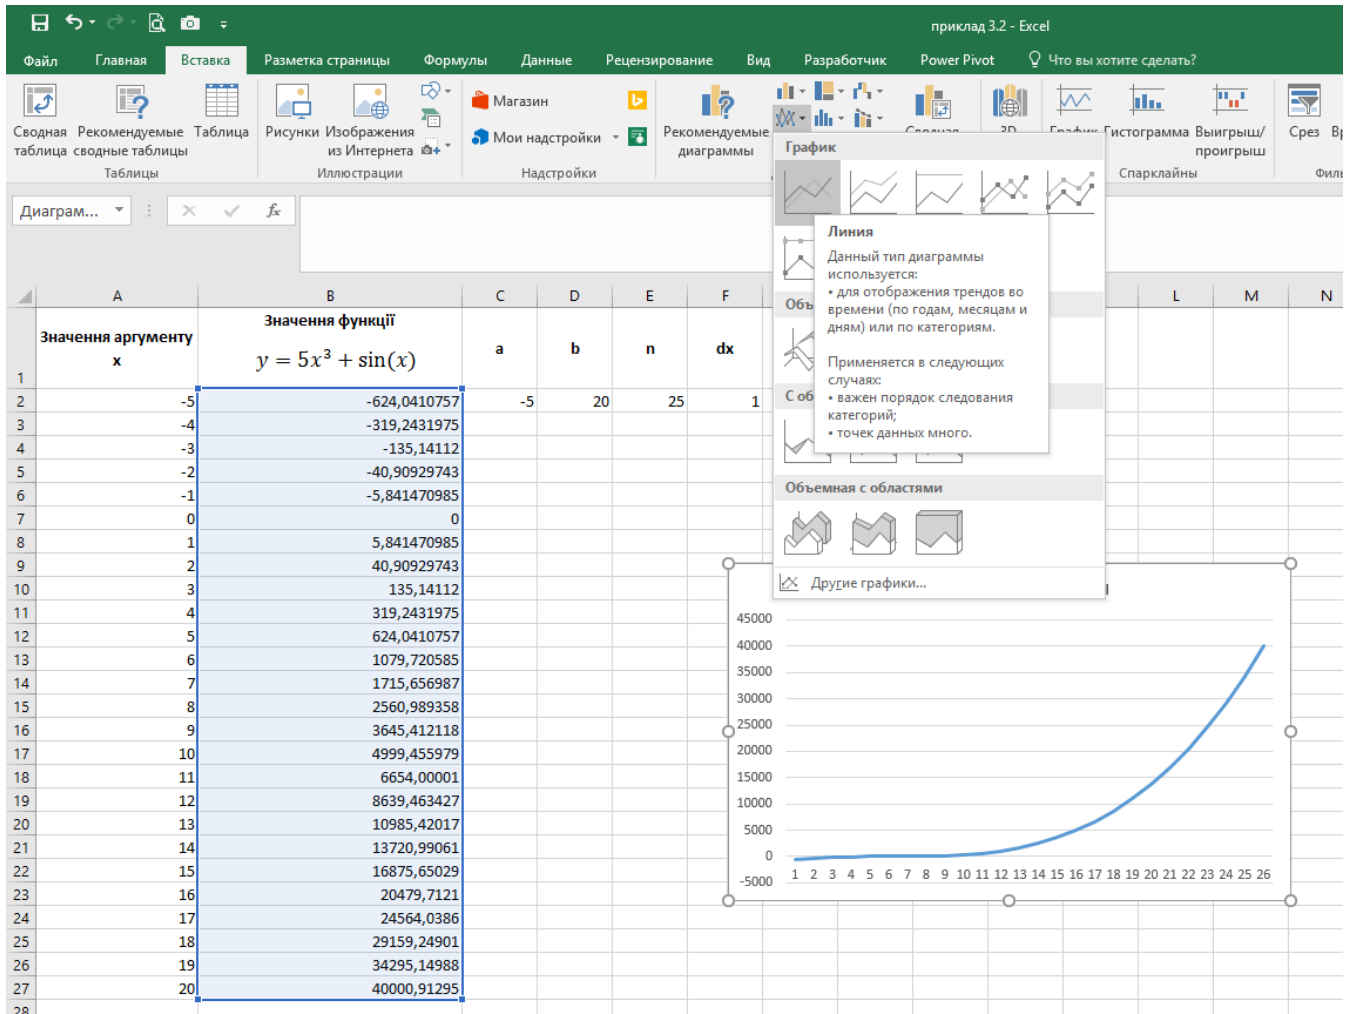 приклад 3.2 - Excel
Файл Главная Вставка Разметка страницы Формулы Данные Рецензирование Вид Разработчик Power Pivot Что вы хотите сделать?
Сводная таблица
Рекомендуемые сводные таблицы
Таблица
Таблицы
Рисунки
Изображения из Интернета
Иллюстрации
Магазин
Мои надстройки
Надстройки
Рекомендуемые диаграммы
Гистограмма
Выигрыш/ проигрыш
Спарклайны
Срез
График
Линия
Данный тип диаграммы
используется:
• для отображения трендов во
времени (по годам, месяцам и
дням) или по категориям.
Применяется в следующих
случаях:
• важен порядок следования
категорий;
• точек данных много.
Объемная с областями
Другие графики...
Диаграм... fx
A B C D E F L M N
1 Значення аргументу x Значення функції y = 5x³ + sin(x) a b n dx
2 -5 -624,0410757 -5 20 25 1
3 -4 -319,2431975
4 -3 -135,14112
5 -2 -40,90929743
6 -1 -5,841470985
7 0 0
8 1 5,841470985
9 2 40,90929743
10 3 135,14112
11 4 319,2431975
12 5 624,0410757
13 6 1079,720585
14 7 1715,656987
15 8 2560,989358
16 9 3645,412118
17 10 4999,455979
18 11 6654,00001
19 12 8639,463427
20 13 10985,42017
21 14 13720,99061
22 15 16875,65029
23 16 20479,7121
24 17 24564,0386
25 18 29159,24901
26 19 34295,14988
27 20 40000,91295
28
45000
40000
35000
30000
25000
20000
15000
10000
5000
0
-5000
1 2 3 4 5 6 7 8 9 10 11 12 13 14 15 16 17 18 19 20 21 22 23 24 25 26